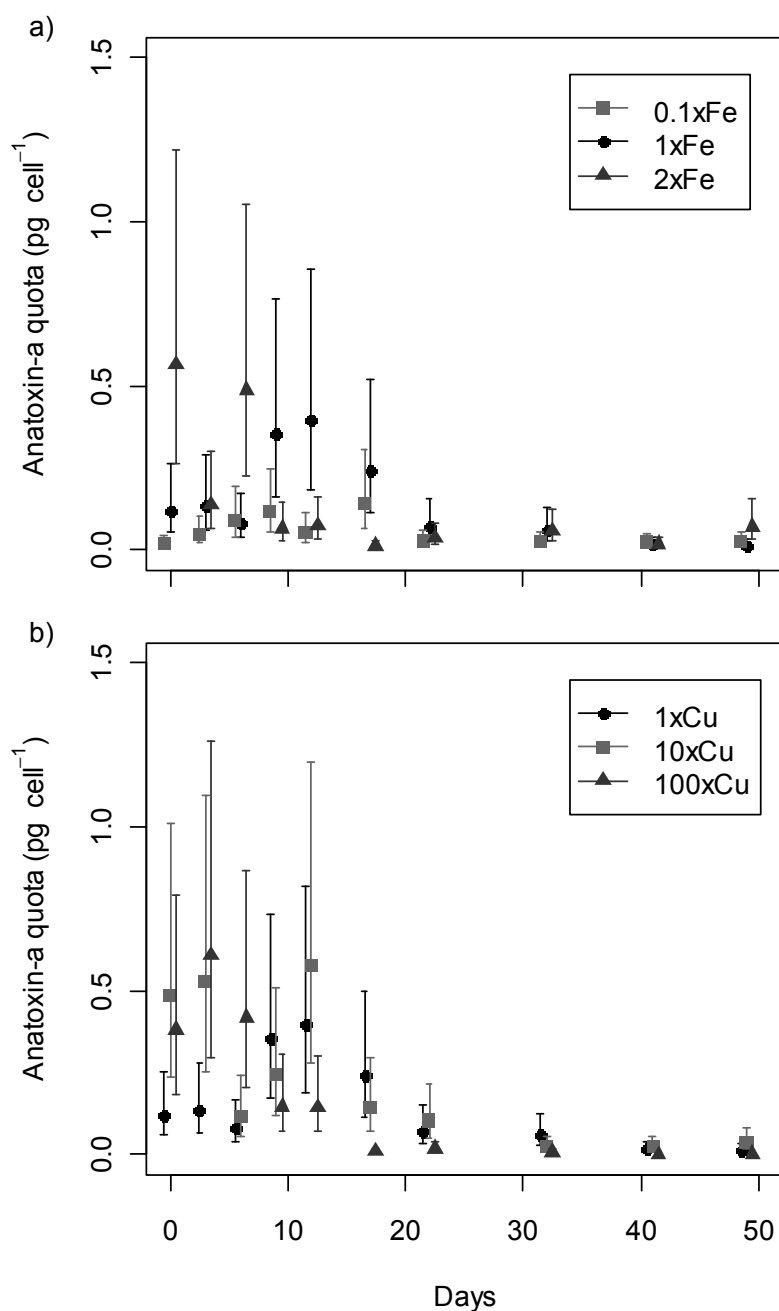 a)
Anatoxin-a quota (pg cell⁻¹)
1.5
1.0
0.5
0.0
0.1xFe
1xFe
2xFe
b)
Anatoxin-a quota (pg cell⁻¹)
1.5
1.0
0.5
0.0
1xCu
10xCu
100xCu
0 10 20 30 40 50
Days